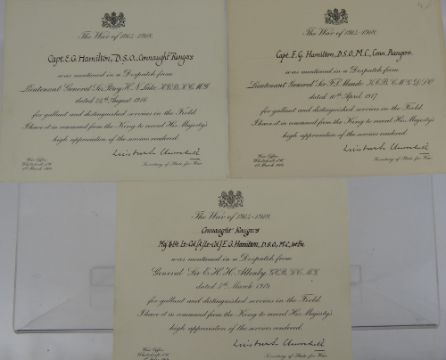 The War of 1914-1918.
Capt. E.G. Hamilton, D.S.O., Connaught Rangers
was mentioned in a Despatch from
Lieutenant General Sir Percy H. N. Lake K.C.B., K.C.M.G.
dated 24th August 1916
for gallant and distinguished services in the Field.
I have it in command from the King to record His Majesty's
high appreciation of the services rendered.
Winston S. Churchill
War Office
Secretary of State for War
The War of 1914-1918.
Capt. E.G. Hamilton, D.S.O., M.C., Conn. Rangers
was mentioned in a Despatch from
Lieutenant General Sir F.S. Maude K.C.B., C.M.G., D.S.O.
dated 10th April 1917
for gallant and distinguished services in the Field.
I have it in command from the King to record His Majesty's
high appreciation of the services rendered.
Winston S. Churchill
War Office
Secretary of State for War
The War of 1914-1918.
Connaught Rangers
E.G. Hamilton, D.S.O., M.C.
was mentioned in a Despatch from
General Sir E.H.H. Allenby G.C.B., G.C.M.G.
dated 5th March 1919
for gallant and distinguished services in the Field.
I have it in command from the King to record His Majesty's
high appreciation of the services rendered.
Winston S. Churchill
War Office
Secretary of State for War